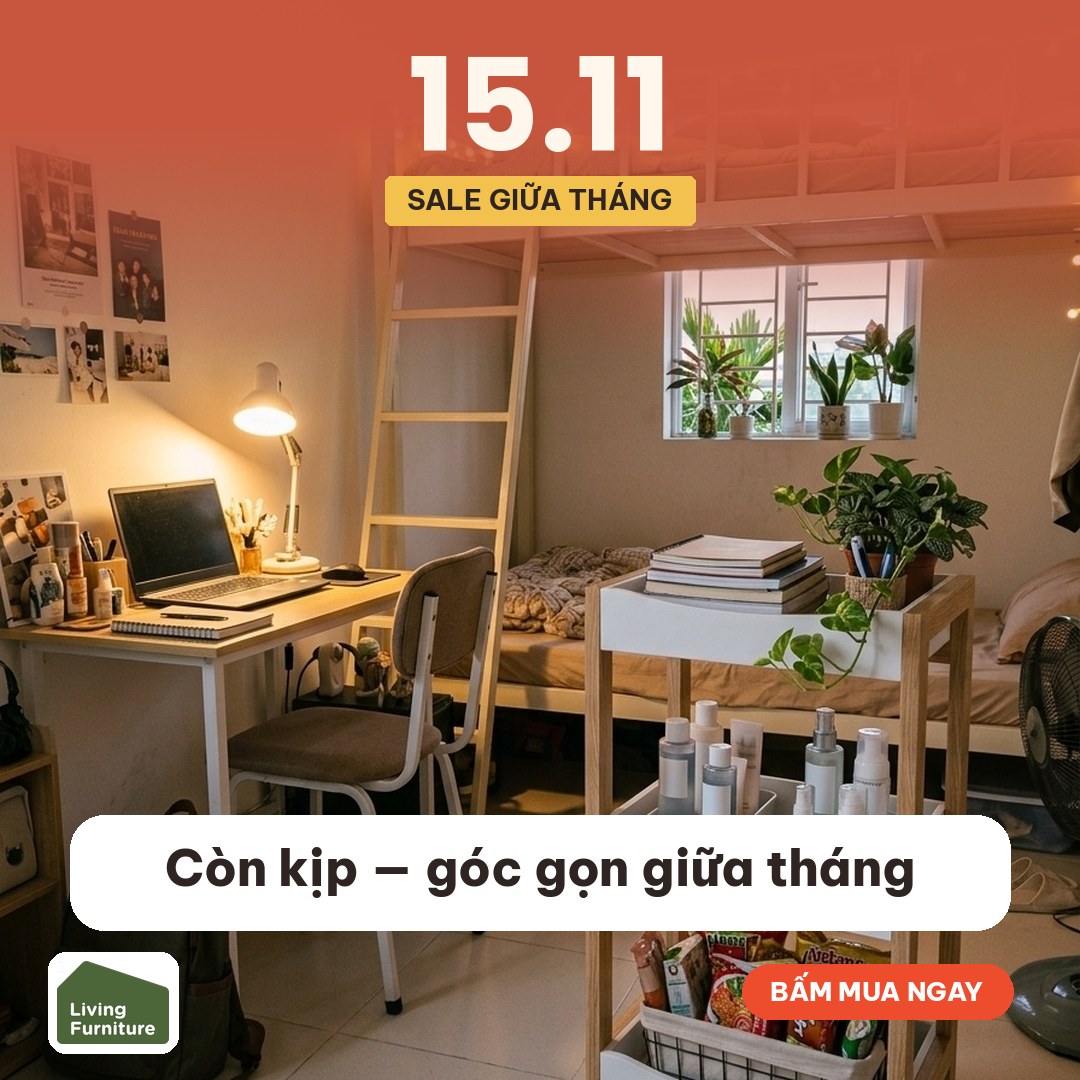 15.11
SALE GIỮA THÁNG
Còn kịp — góc gọn giữa tháng
Living
Furniture
BẤM MUA NGAY